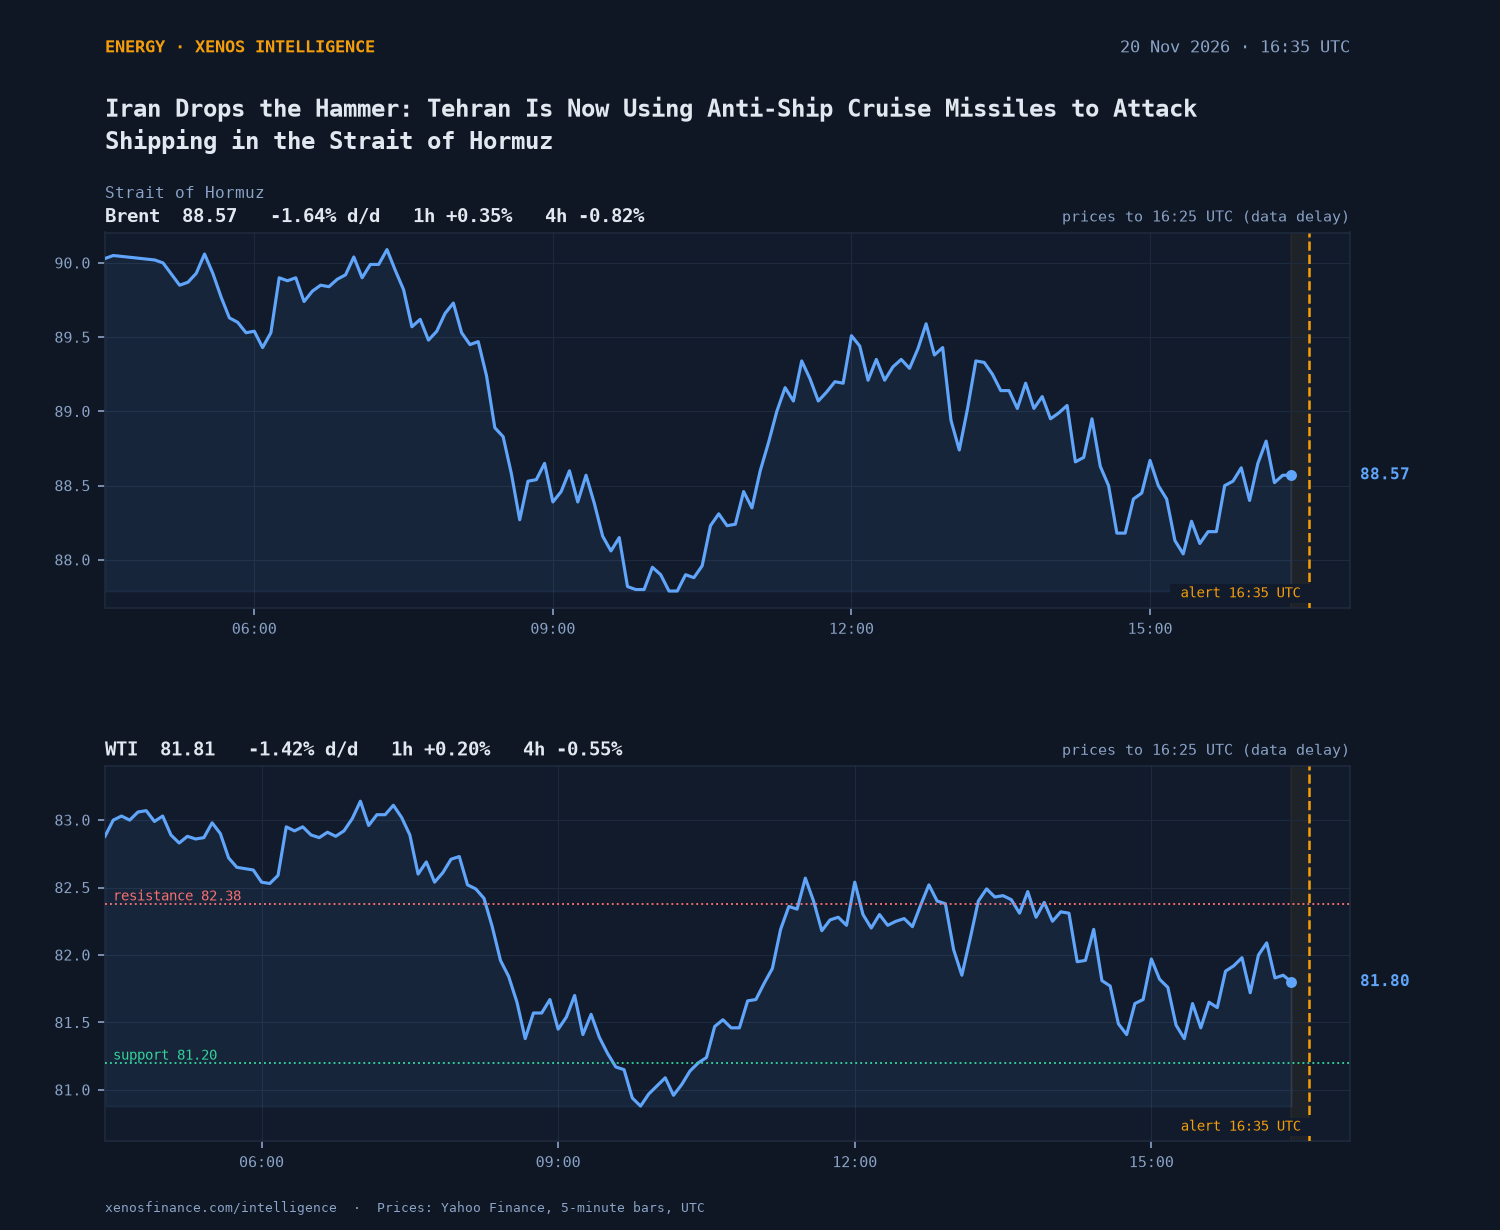 ENERGY · XENOS INTELLIGENCE
20 Nov 2026 · 16:35 UTC
Iran Drops the Hammer: Tehran Is Now Using Anti-Ship Cruise Missiles to Attack
Shipping in the Strait of Hormuz
Strait of Hormuz
Brent 88.57 -1.64% d/d 1h +0.35% 4h -0.82%
prices to 16:25 UTC (data delay)
90.0
89.5
89.0
88.5
88.0
88.57
alert 16:35 UTC
06:00 09:00 12:00 15:00
WTI 81.81 -1.42% d/d 1h +0.20% 4h -0.55%
prices to 16:25 UTC (data delay)
83.0
82.5
resistance 82.38
82.0
81.80
81.5
support 81.20
81.0
alert 16:35 UTC
06:00 09:00 12:00 15:00
xenosfinance.com/intelligence · Prices: Yahoo Finance, 5-minute bars, UTC